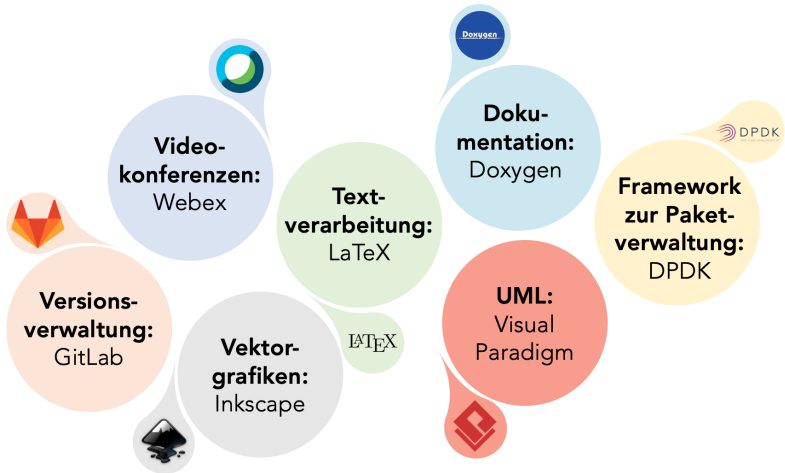 Doxygen
Video-
konferenzen:
Webex
Doku-
mentation:
Doxygen
DPDK
Text-
verarbeitung:
LaTeX
Framework
zur Paket-
verwaltung:
DPDK
Versions-
verwaltung:
GitLab
UML:
Visual
Paradigm
Vektor-
grafiken:
Inkscape
LATEX